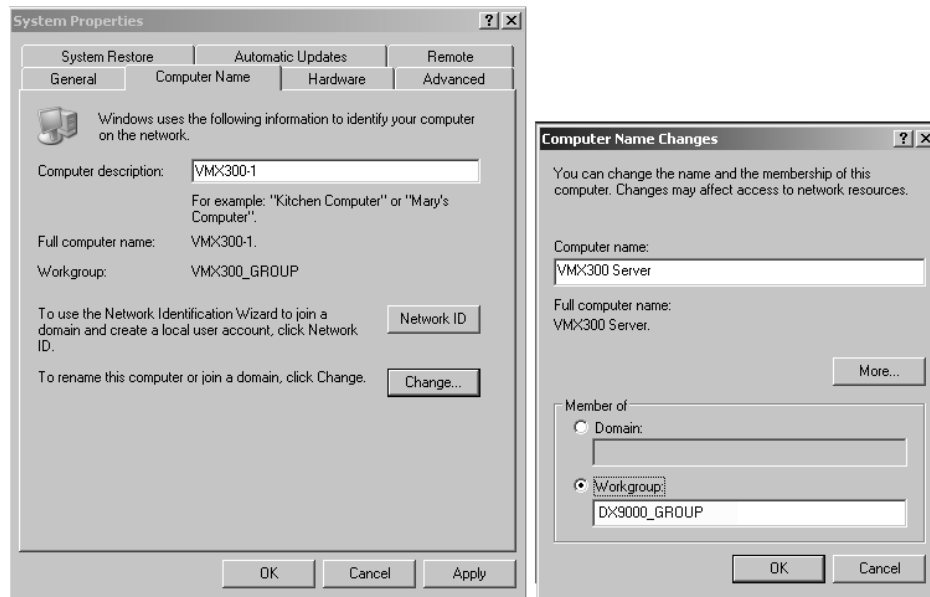 System Properties
System Restore
Automatic Updates
Remote
General
Computer Name
Hardware
Advanced
Windows uses the following information to identify your computer
on the network.
Computer description:
VMX300-1
For example: "Kitchen Computer" or "Mary's
Computer".
Full computer name:
VMX300-1.
Workgroup:
VMX300_GROUP
To use the Network Identification Wizard to join a
domain and create a local user account, click Network
ID.
Network ID
To rename this computer or join a domain, click Change.
Change...
OK
Cancel
Apply
Computer Name Changes
You can change the name and the membership of this
computer. Changes may affect access to network resources.
Computer name:
VMX300 Server
Full computer name:
VMX300 Server.
More...
Member of
Domain:
Workgroup:
DX9000_GROUP
OK
Cancel